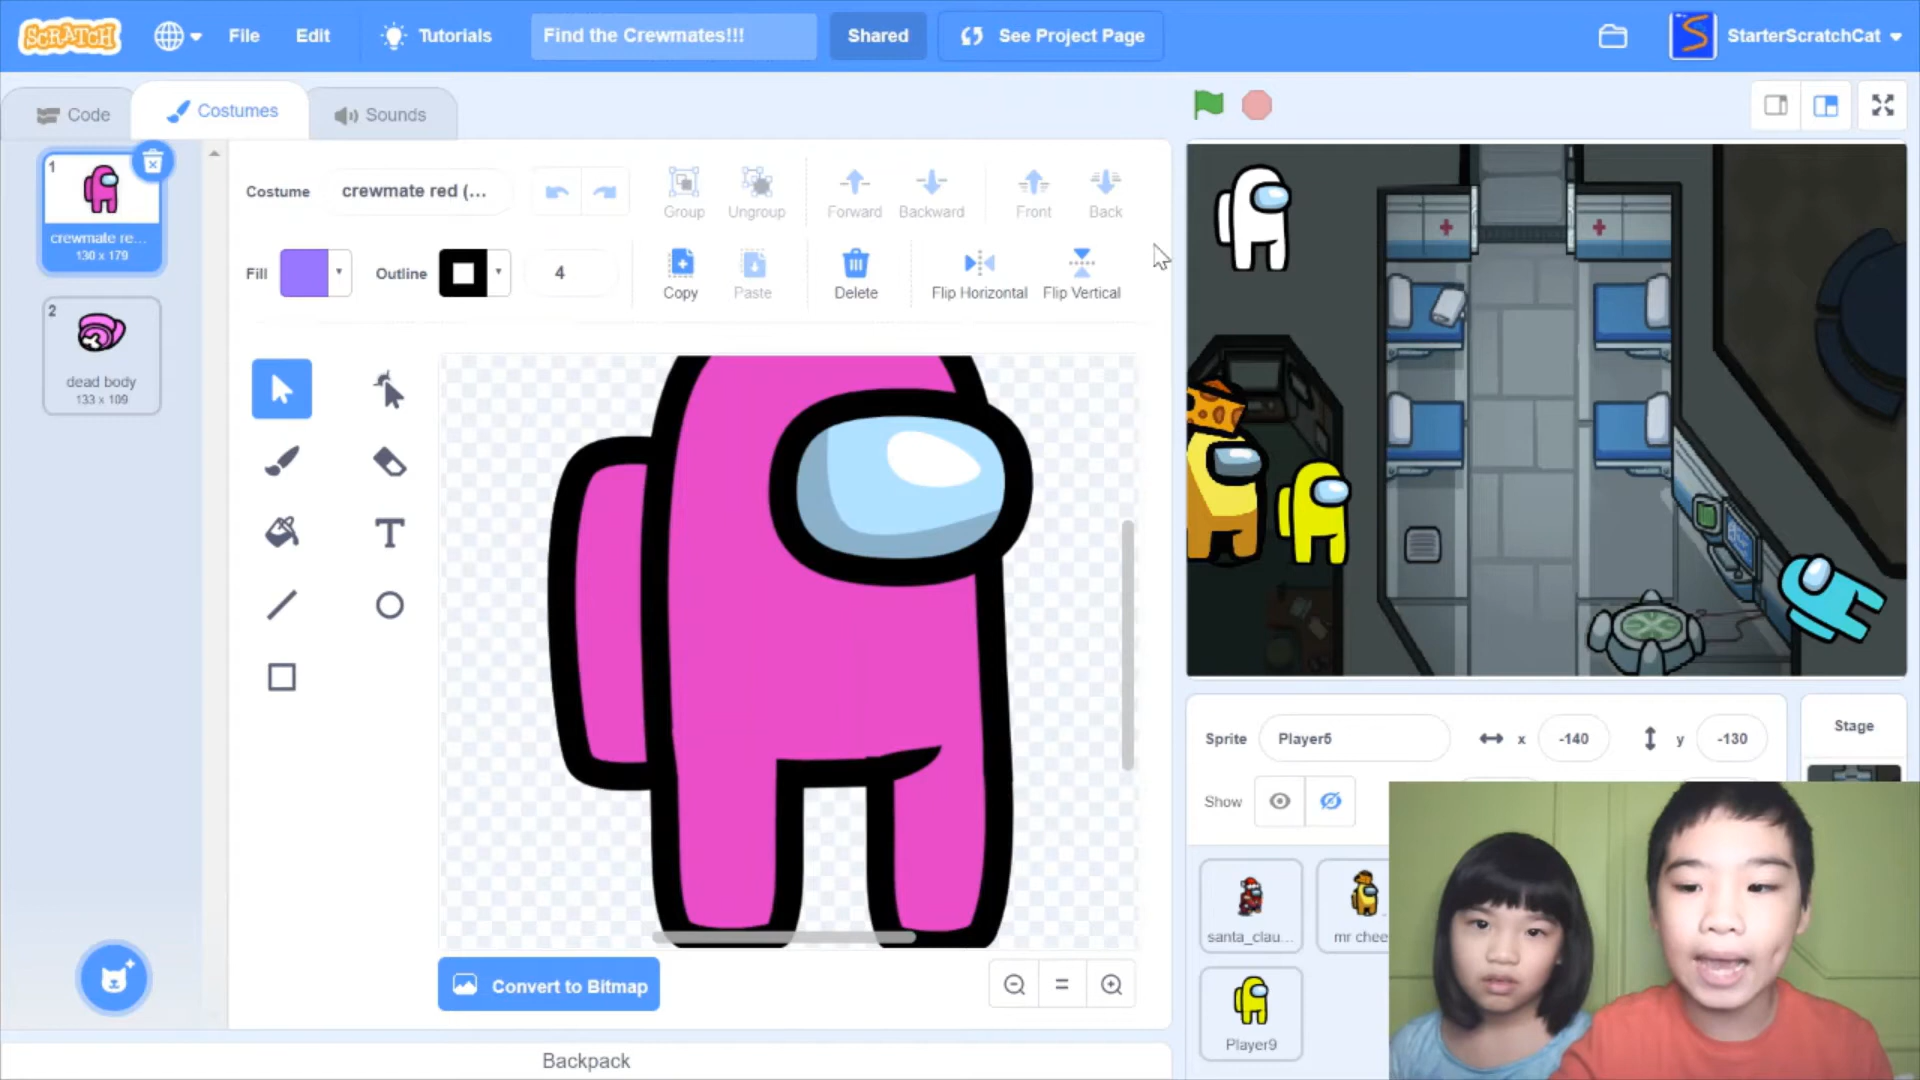 SCRATCH
File
Edit
Tutorials
Find the Crewmates!!!
Shared
See Project Page
StarterScratchCat
Code
Costumes
Sounds
1
crewmate re...
130 x 179
2
dead body
133 x 109
Costume
crewmate red (...
Group
Ungroup
Forward
Backward
Front
Back
Fill
Outline
4
Copy
Paste
Delete
Flip Horizontal
Flip Vertical
T
Convert to Bitmap
Backpack
Sprite
Player5
x
-140
y
-130
Show
Stage
santa_clau...
mr chee
Player9